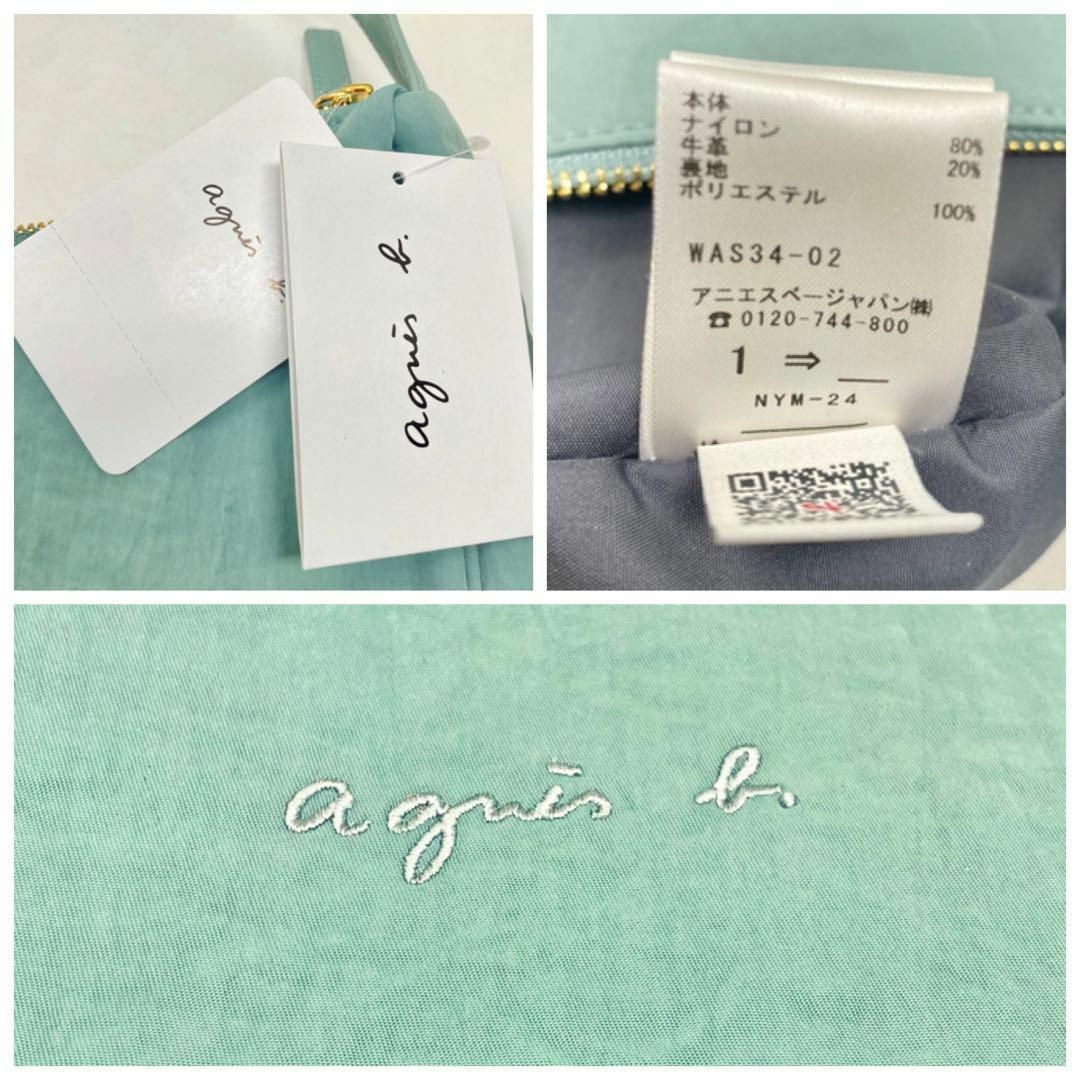 agnès b.
agnès b.
本体
ナイロン 80%
牛革 20%
裏地
ポリエステル 100%
WAS34-02
アニエスベージャパン㈱
☎ 0120-744-800
1 ⇒
NYM-24
agnès b.